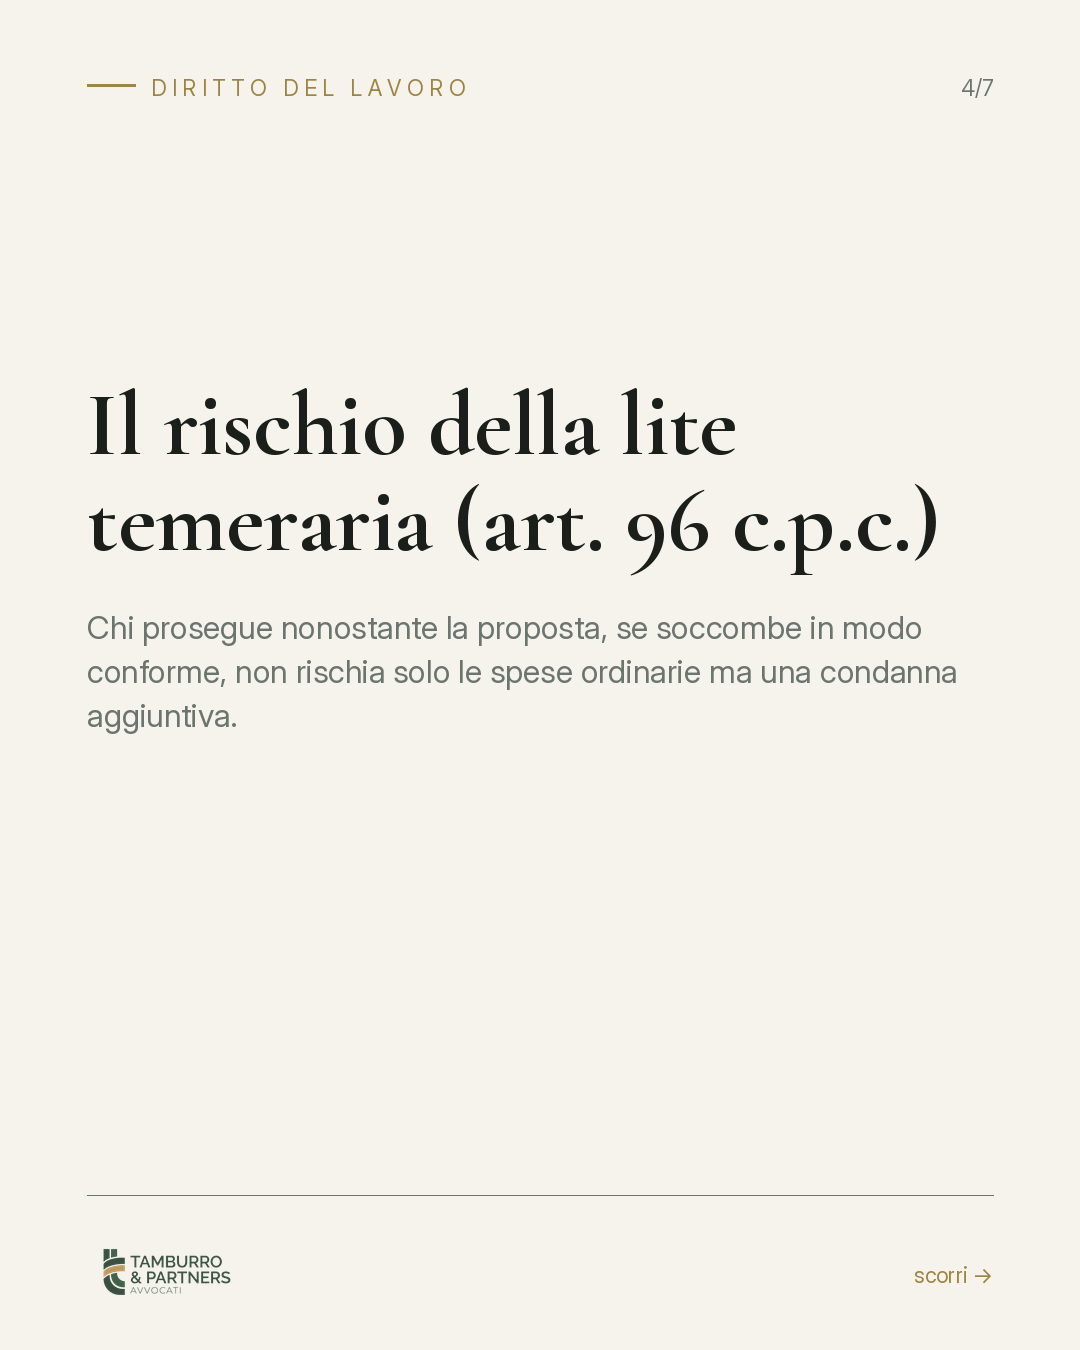 DIRITTO DEL LAVORO
4/7
Il rischio della lite
temeraria (art. 96 c.p.c.)
Chi prosegue nonostante la proposta, se soccombe in modo
conforme, non rischia solo le spese ordinarie ma una condanna
aggiuntiva.
TAMBURRO
& PARTNERS
AVVOCATI
scorri →